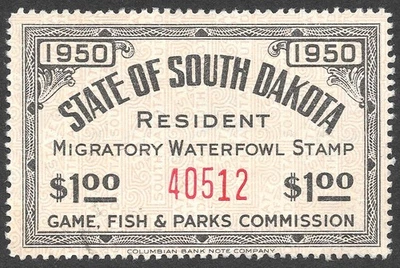 1950 1950
STATE OF SOUTH DAKOTA
RESIDENT
MIGRATORY WATERFOWL STAMP
$1.00 40512 $1.00
GAME, FISH & PARKS COMMISSION
COLUMBIAN BANK NOTE COMPANY